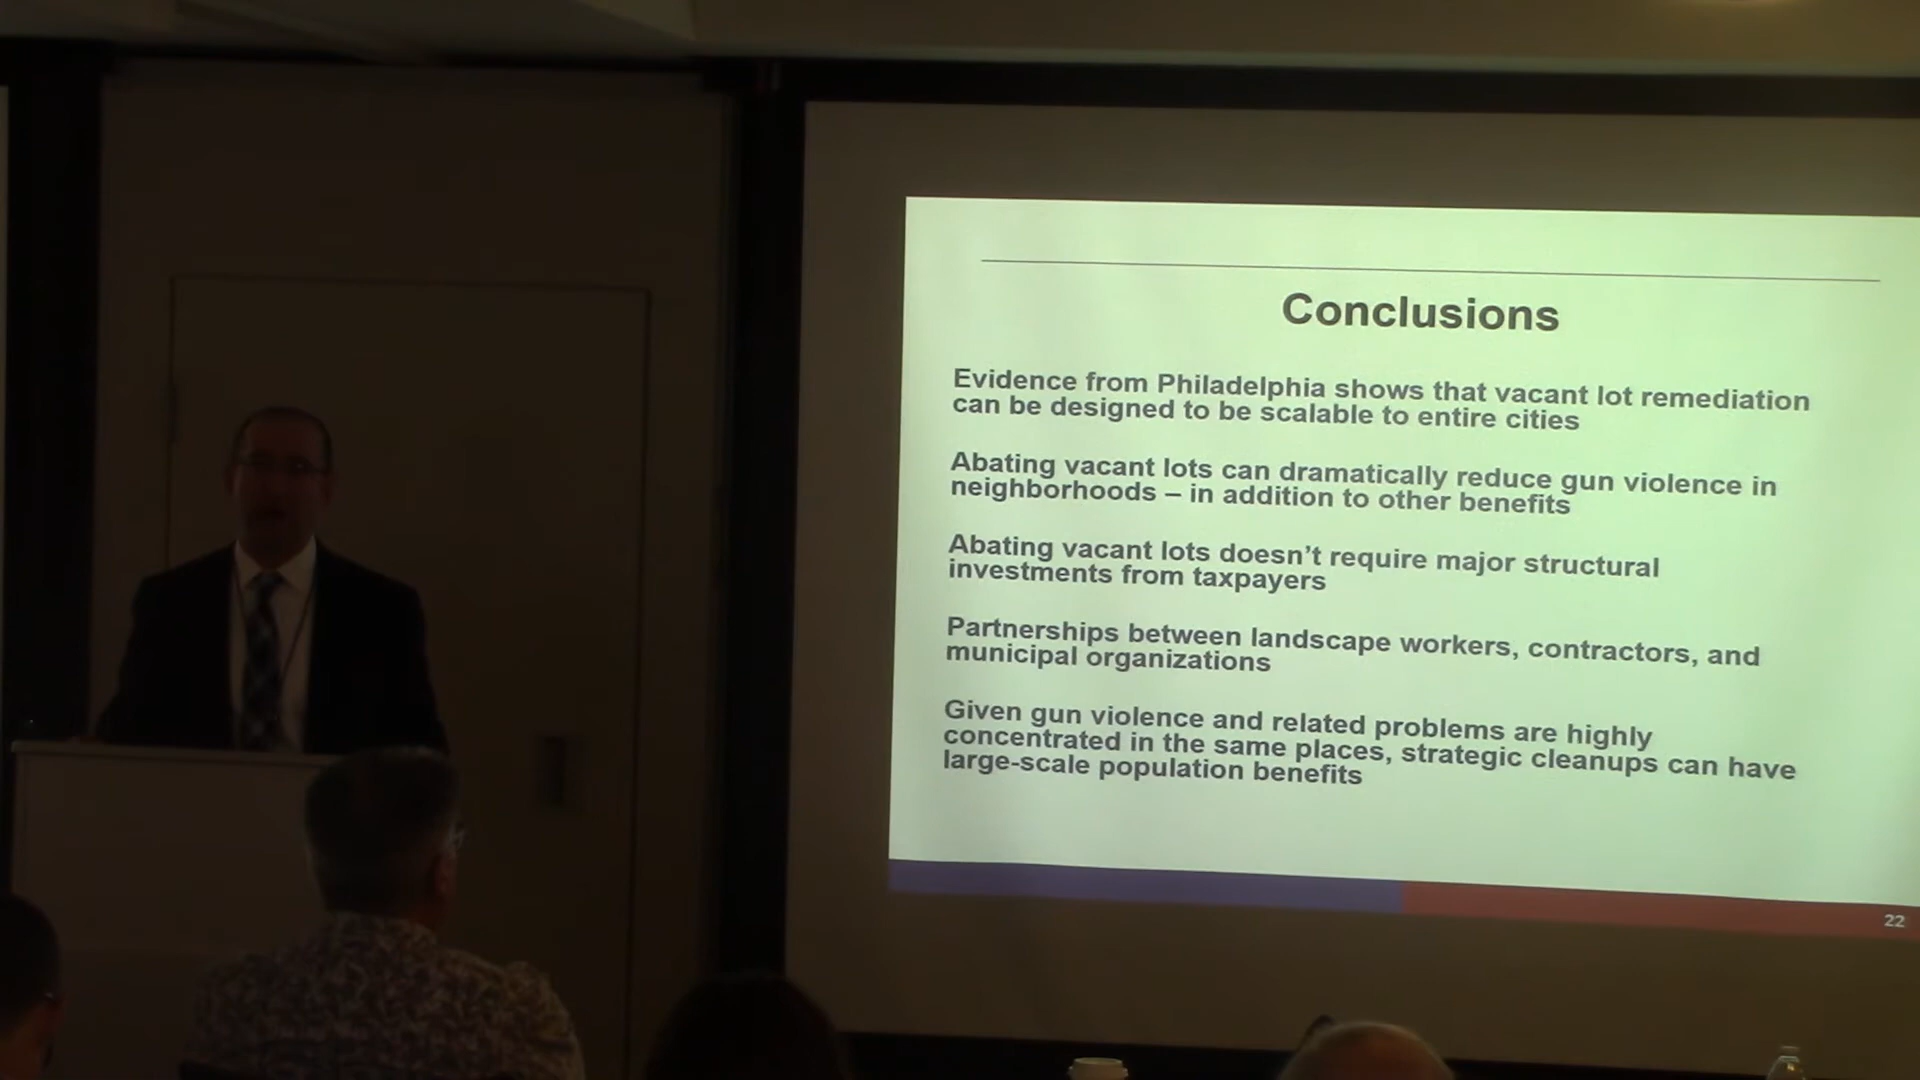 Conclusions
Evidence from Philadelphia shows that vacant lot remediation
can be designed to be scalable to entire cities
Abating vacant lots can dramatically reduce gun violence in
neighborhoods – in addition to other benefits
Abating vacant lots doesn’t require major structural
investments from taxpayers
Partnerships between landscape workers, contractors, and
municipal organizations
Given gun violence and related problems are highly
concentrated in the same places, strategic cleanups can have
large-scale population benefits
22